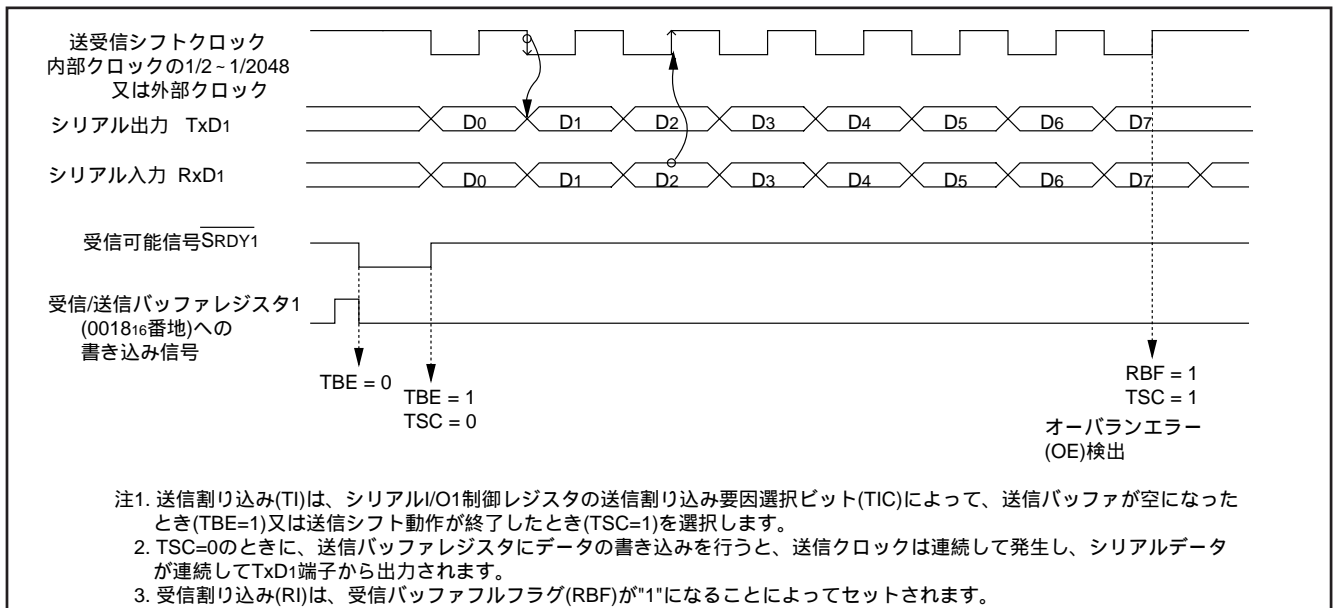 送受信シフトクロック
内部クロックの1/2~1/2048
又は外部クロック
シリアル出力 TxD1
D0 D1 D2 D3 D4 D5 D6 D7
シリアル入力 RxD1
D0 D1 D2 D3 D4 D5 D6 D7
受信可能信号SRDY1
受信/送信バッファレジスタ1
(001816番地)への
書き込み信号
TBE = 0
TBE = 1
TSC = 0
RBF = 1
TSC = 1
オーバランエラー
(OE)検出
注1. 送信割り込み(TI)は、シリアルI/O1制御レジスタの送信割り込み要因選択ビット(TIC)によって、送信バッファが空になった
とき(TBE=1)又は送信シフト動作が終了したとき(TSC=1)を選択します。
2. TSC=0のときに、送信バッファレジスタにデータの書き込みを行うと、送信クロックは連続して発生し、シリアルデータ
が連続してTxD1端子から出力されます。
3. 受信割り込み(RI)は、受信バッファフルフラグ(RBF)が"1"になることによってセットされます。